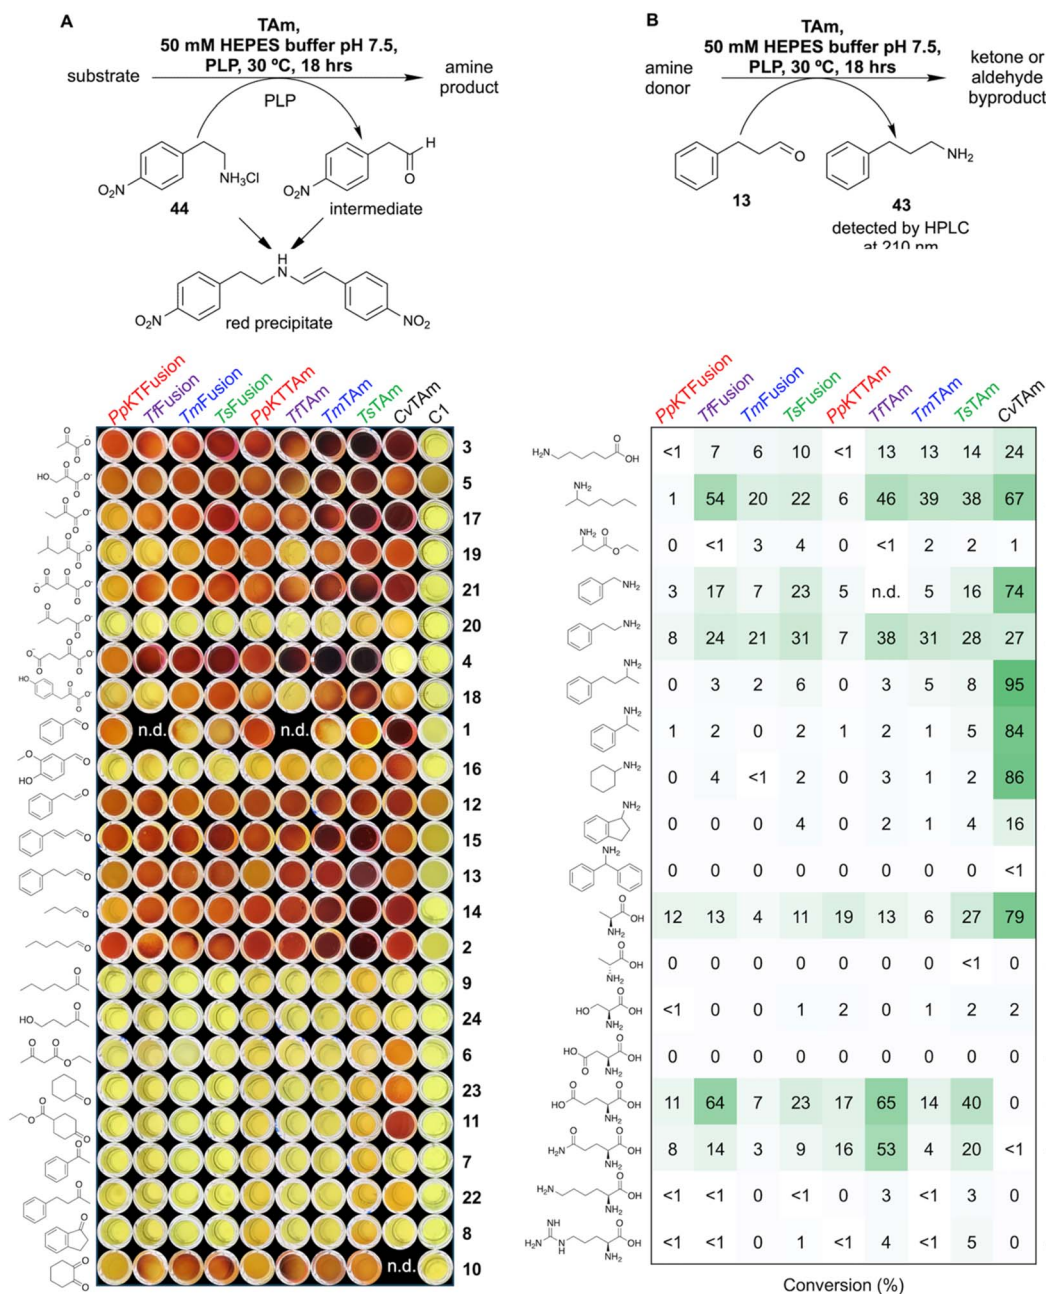 A
TAm,
50 mM HEPES buffer pH 7.5,
PLP, 30 ºC, 18 hrs
substrate
amine
product
PLP
O₂N
NH₃Cl
44
O₂N
H
O
intermediate
H
N
O₂N
NO₂
red precipitate
B
TAm,
50 mM HEPES buffer pH 7.5,
PLP, 30 ºC, 18 hrs
amine
donor
ketone or
aldehyde
byproduct
O
NH₂
13
43
detected by HPLC
at 210 nm
PpKTFusion
TfFusion
TmFusion
TsFusion
PpKTTAm
TfTAm
TmTAm
TsTAm
CvTAm
C1
3
5
17
19
21
20
4
18
n.d. n.d. 1
16
12
15
13
14
2
9
24
6
23
11
7
22
8
n.d. 10
PpKTFusion
TfFusion
TmFusion
TsFusion
PpKTTAm
TfTAm
TmTAm
TsTAm
CvTAm
<1 7 6 10 <1 13 13 14 24
1 54 20 22 6 46 39 38 67
0 <1 3 4 0 <1 2 2 1
3 17 7 23 5 n.d. 5 16 74
8 24 21 31 7 38 31 28 27
0 3 2 6 0 3 5 8 95
1 2 0 2 1 2 1 5 84
0 4 <1 2 0 3 1 2 86
0 0 0 4 0 2 1 4 16
0 0 0 0 0 0 0 0 <1
12 13 4 11 19 13 6 27 79
0 0 0 0 0 0 0 <1 0
<1 0 0 1 2 0 1 2 2
0 0 0 0 0 0 0 0 0
11 64 7 23 17 65 14 40 0
8 14 3 9 16 53 4 20 <1
<1 <1 0 <1 0 3 <1 3 0
<1 <1 0 1 <1 4 <1 5 0
Conversion (%)